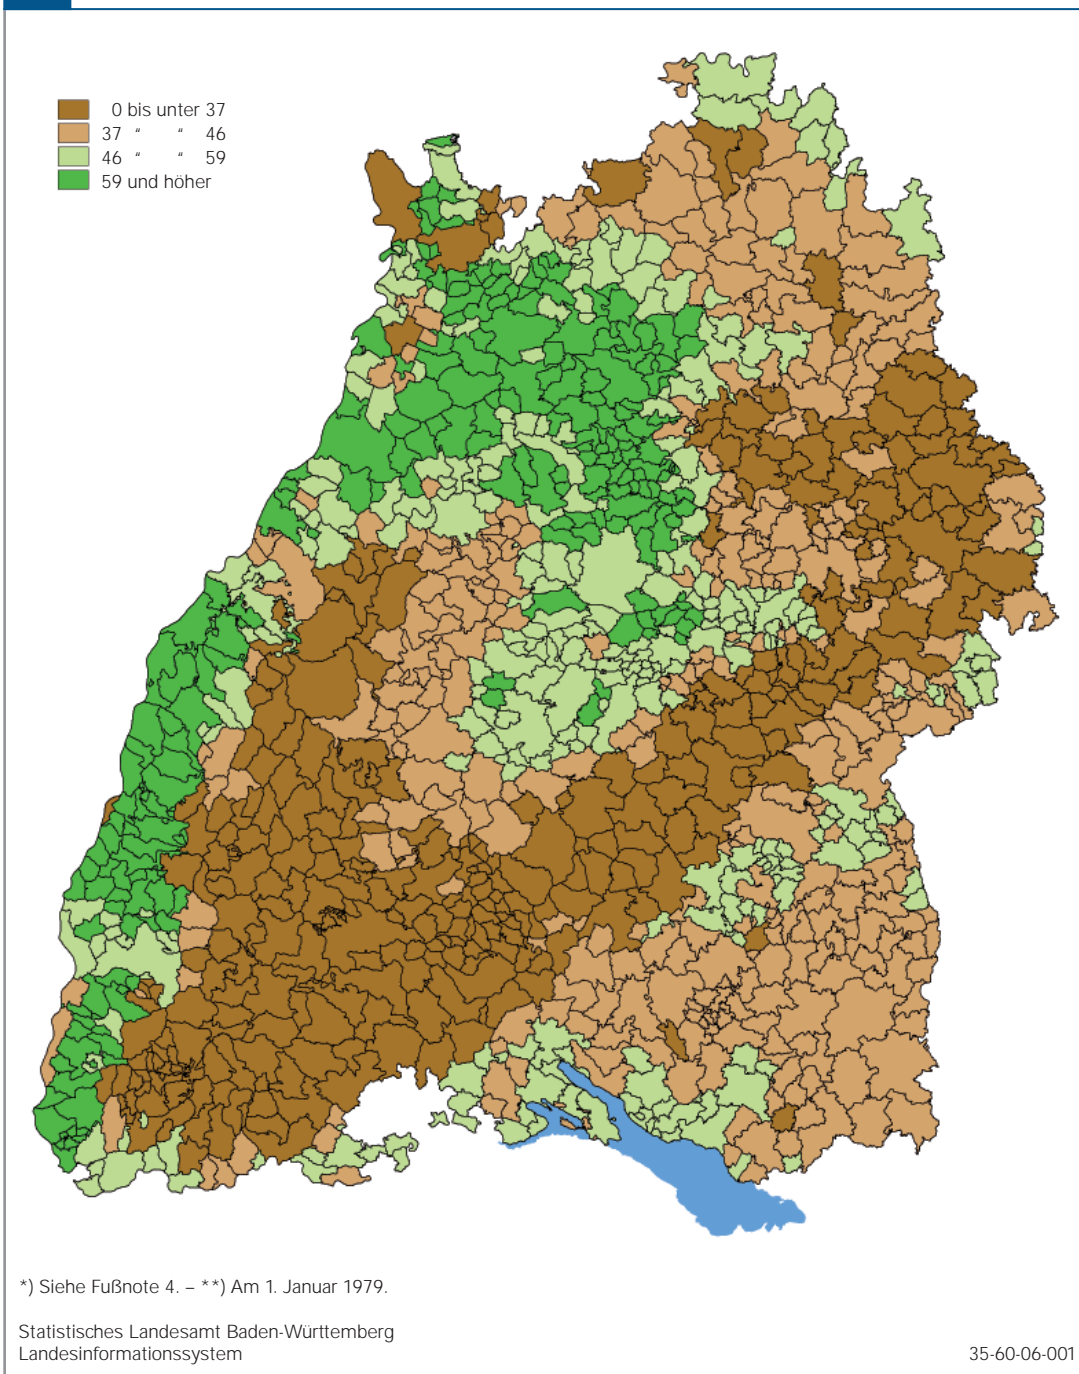 0 bis unter 37
37 “ “ 46
46 “ “ 59
59 und höher
*) Siehe Fußnote 4. – **) Am 1. Januar 1979.
Statistisches Landesamt Baden-Württemberg
Landesinformationssystem
35-60-06-001